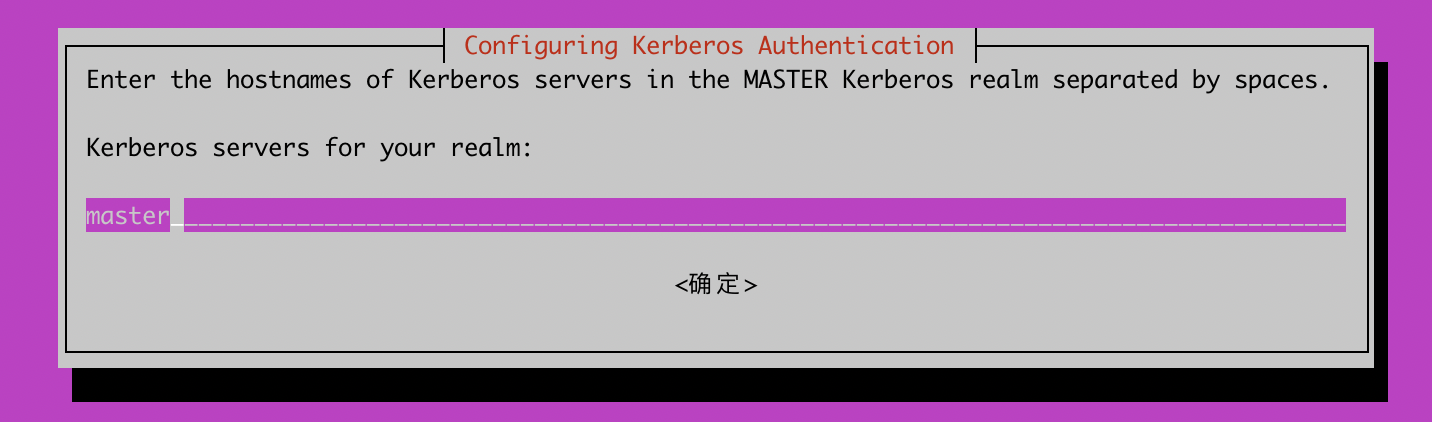 Configuring Kerberos Authentication
Enter the hostnames of Kerberos servers in the MASTER Kerberos realm separated by spaces.
Kerberos servers for your realm:
master
<确定>